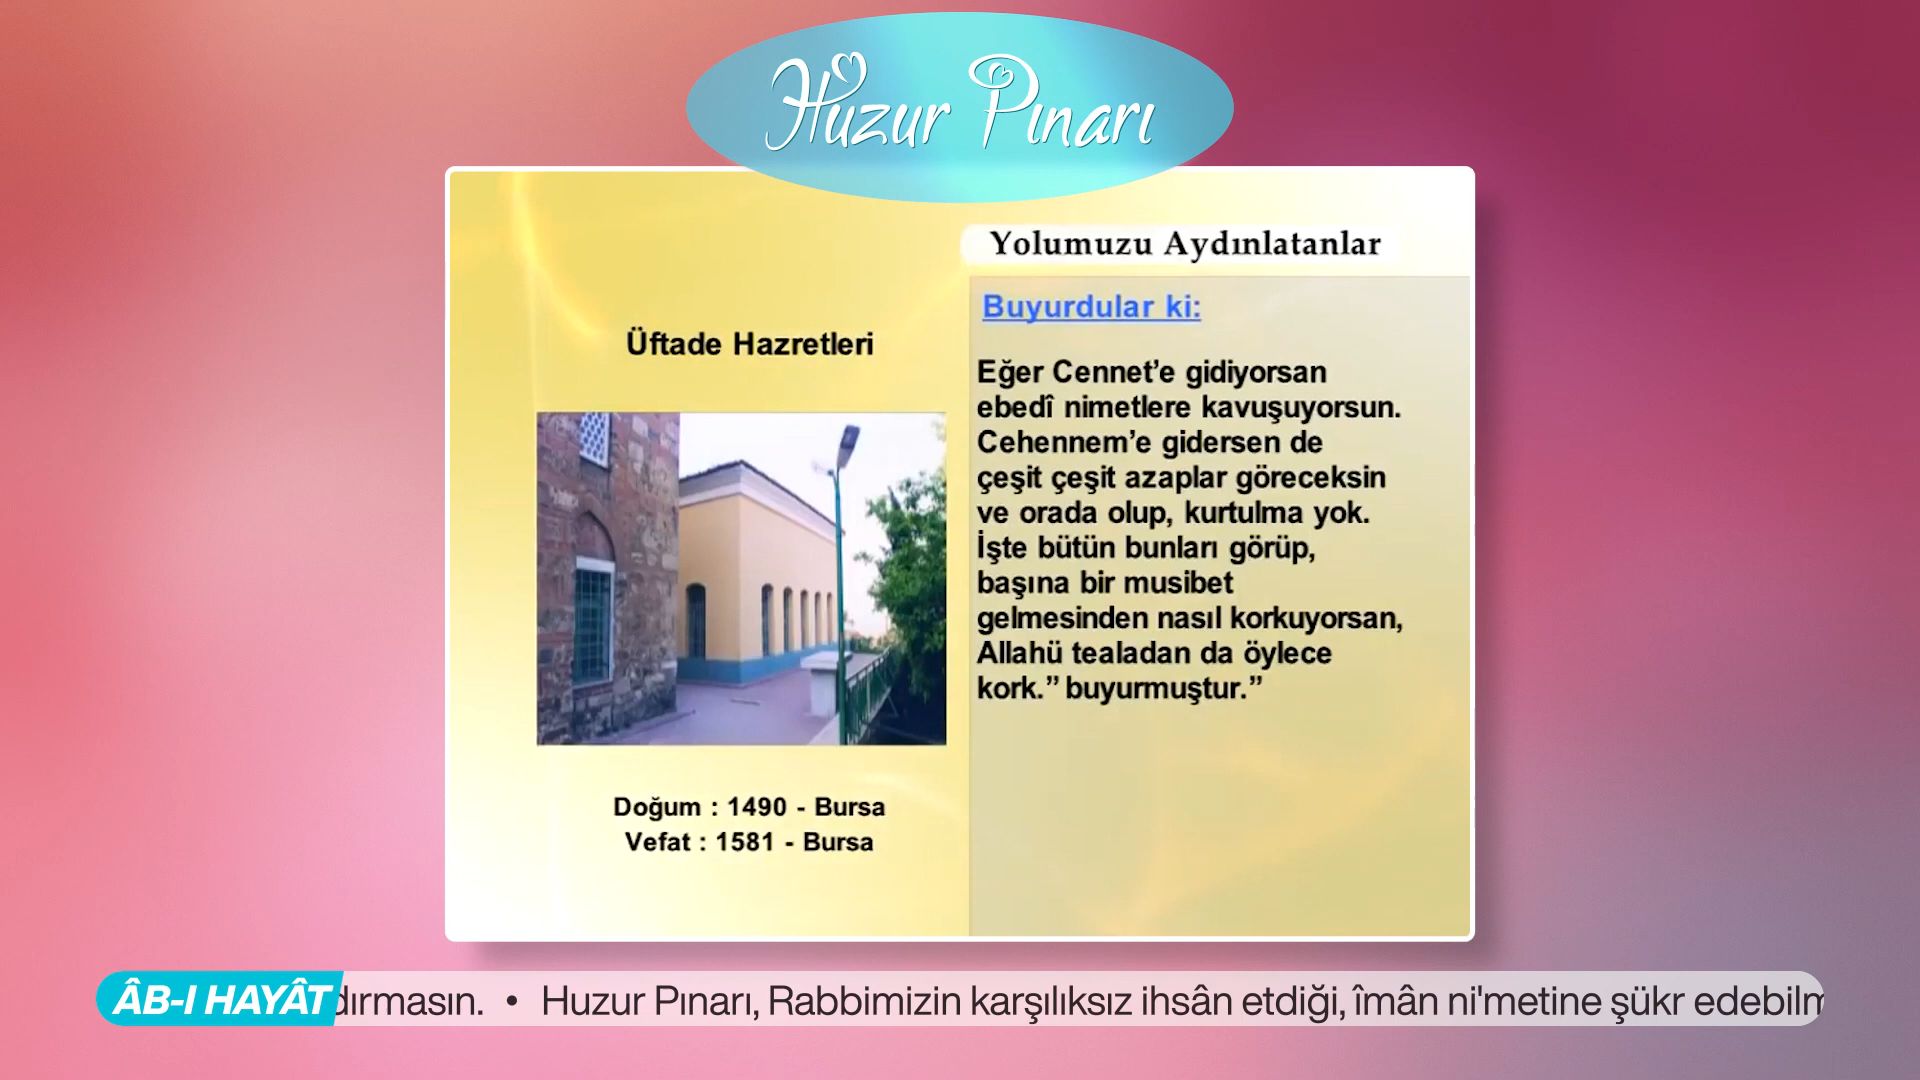 Huzur Pınarı
Yolumuzu Aydınlatanlar
Üftade Hazretleri
Doğum : 1490 - Bursa
Vefat : 1581 - Bursa
Buyurdular ki:
Eğer Cennet’e gidiyorsan
ebedî nimetlere kavuşuyorsun.
Cehennem’e gidersen de
çeşit çeşit azaplar göreceksin
ve orada olup, kurtulma yok.
İşte bütün bunları görüp,
başına bir musibet
gelmesinden nasıl korkuyorsan,
Allahü tealadan da öylece
kork.” buyurmuştur.”
ÂB-I HAYÂT dırmasın. • Huzur Pınarı, Rabbimizin karşılıksız ihsân etdiği, îmân ni'metine şükr edebilm